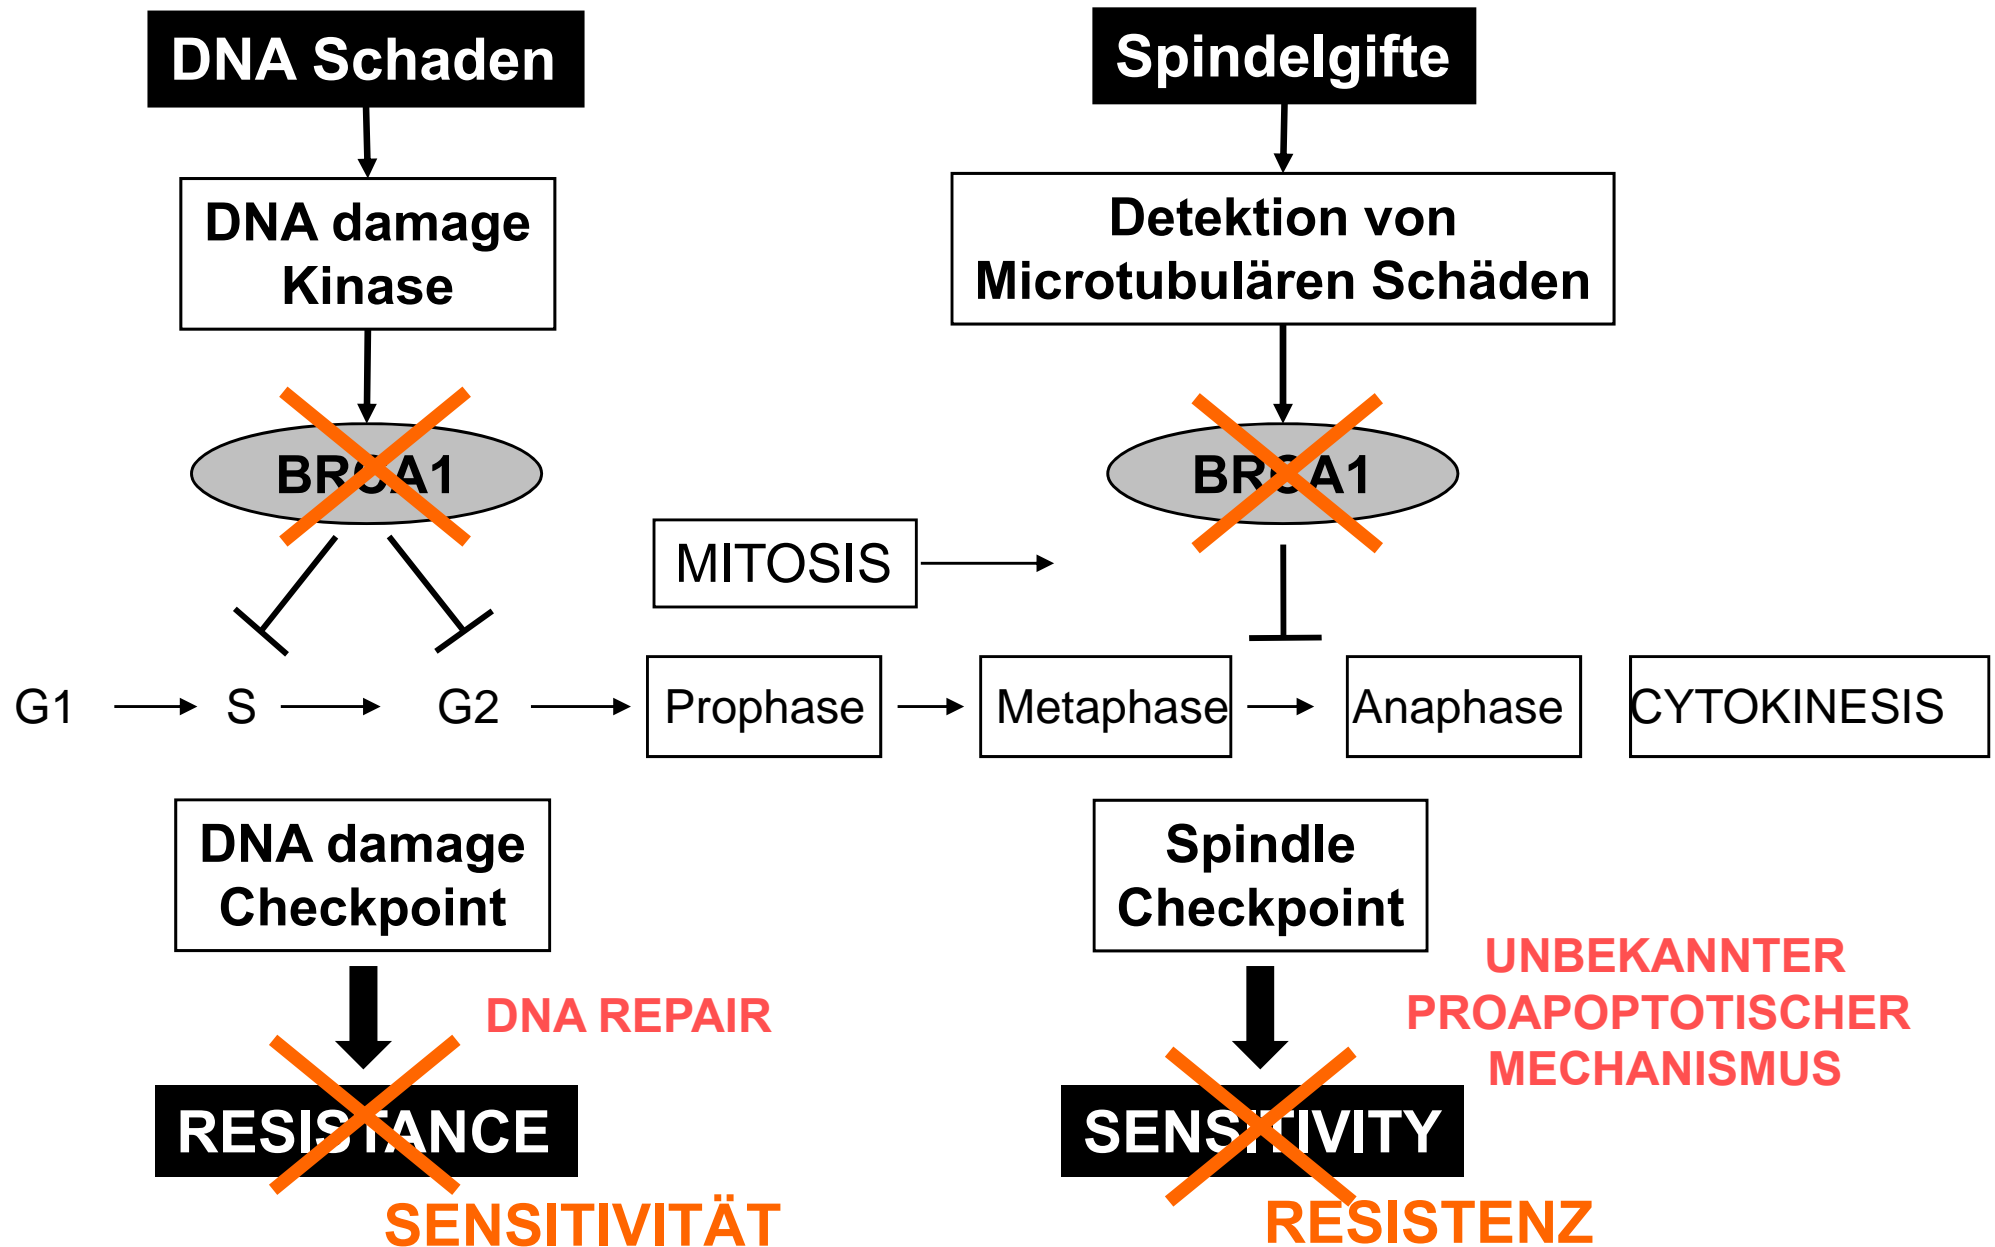 DNA Schaden
DNA damage
Kinase
BRCA1
Spindelgifte
Detektion von
Microtubulären Schäden
BRCA1
MITOSIS
G1
S
G2
Prophase
Metaphase
Anaphase
CYTOKINESIS
DNA damage
Checkpoint
DNA REPAIR
RESISTANCE
SENSITIVITÄT
Spindle
Checkpoint
UNBEKANNTER
PROAPOPTOTISCHER
MECHANISMUS
SENSITIVITY
RESISTENZ